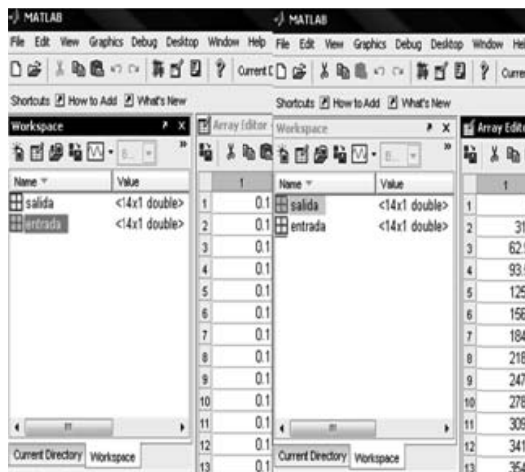 MATLAB
File Edit View Graphics Debug Desktop Window Help
Shortcuts How to Add What's New
Workspace
Array Editor
Name Value
salida <14x1 double>
entrada <14x1 double>
Current Directory Workspace
1
1 0.1
2 0.1
3 0.1
4 0.1
5 0.1
6 0.1
7 0.1
8 0.1
9 0.1
10 0.1
11 0.1
12 0.1
13 0.1
MATLAB
File Edit View Graphics Debug Desktop Window Hel
Shortcuts How to Add What's New
Workspace
Array Editor
Name Value
salida <14x1 double>
entrada <14x1 double>
Current Directory Workspace
1
1
2 31
3 62.
4 93.
5 125
6 156
7 184
8 218
9 247
10 278
11 309
12 341
13